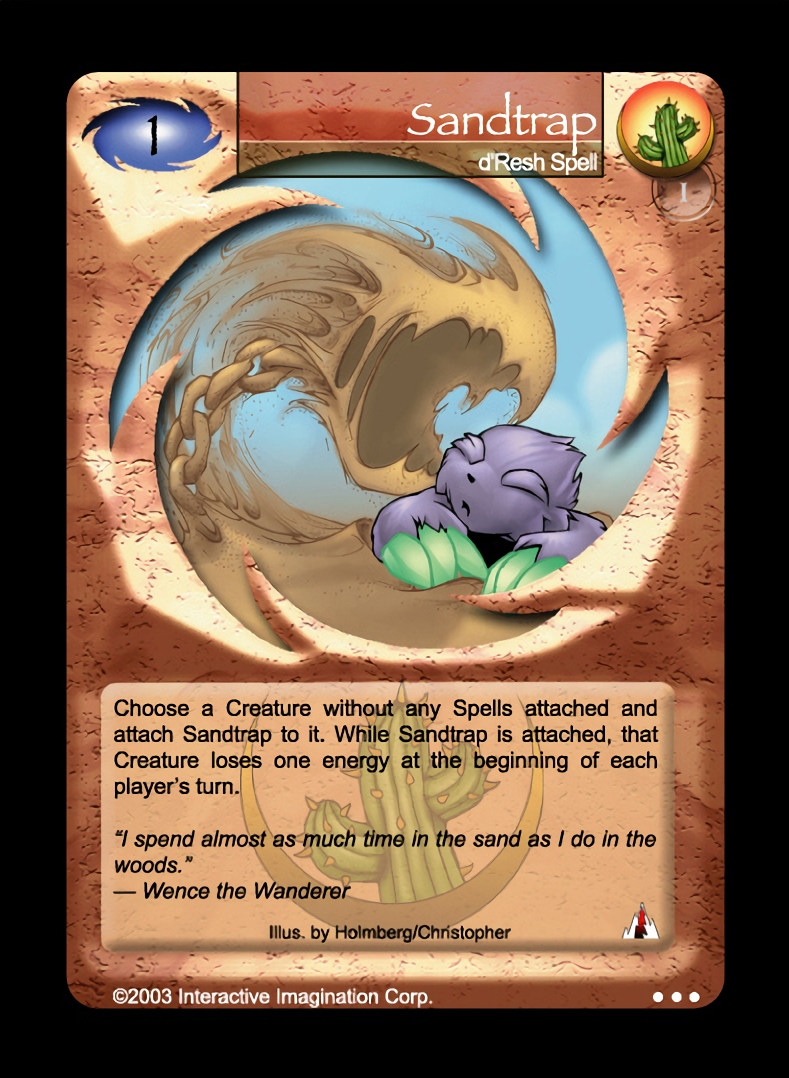 1
Sandtrap
d'Resh Spell
1
Choose a Creature without any Spells attached and
attach Sandtrap to it. While Sandtrap is attached, that
Creature loses one energy at the beginning of each
player's turn.
“I spend almost as much time in the sand as I do in the
woods.”
— Wence the Wanderer
Illus. by Holmberg/Christopher
©2003 Interactive Imagination Corp.